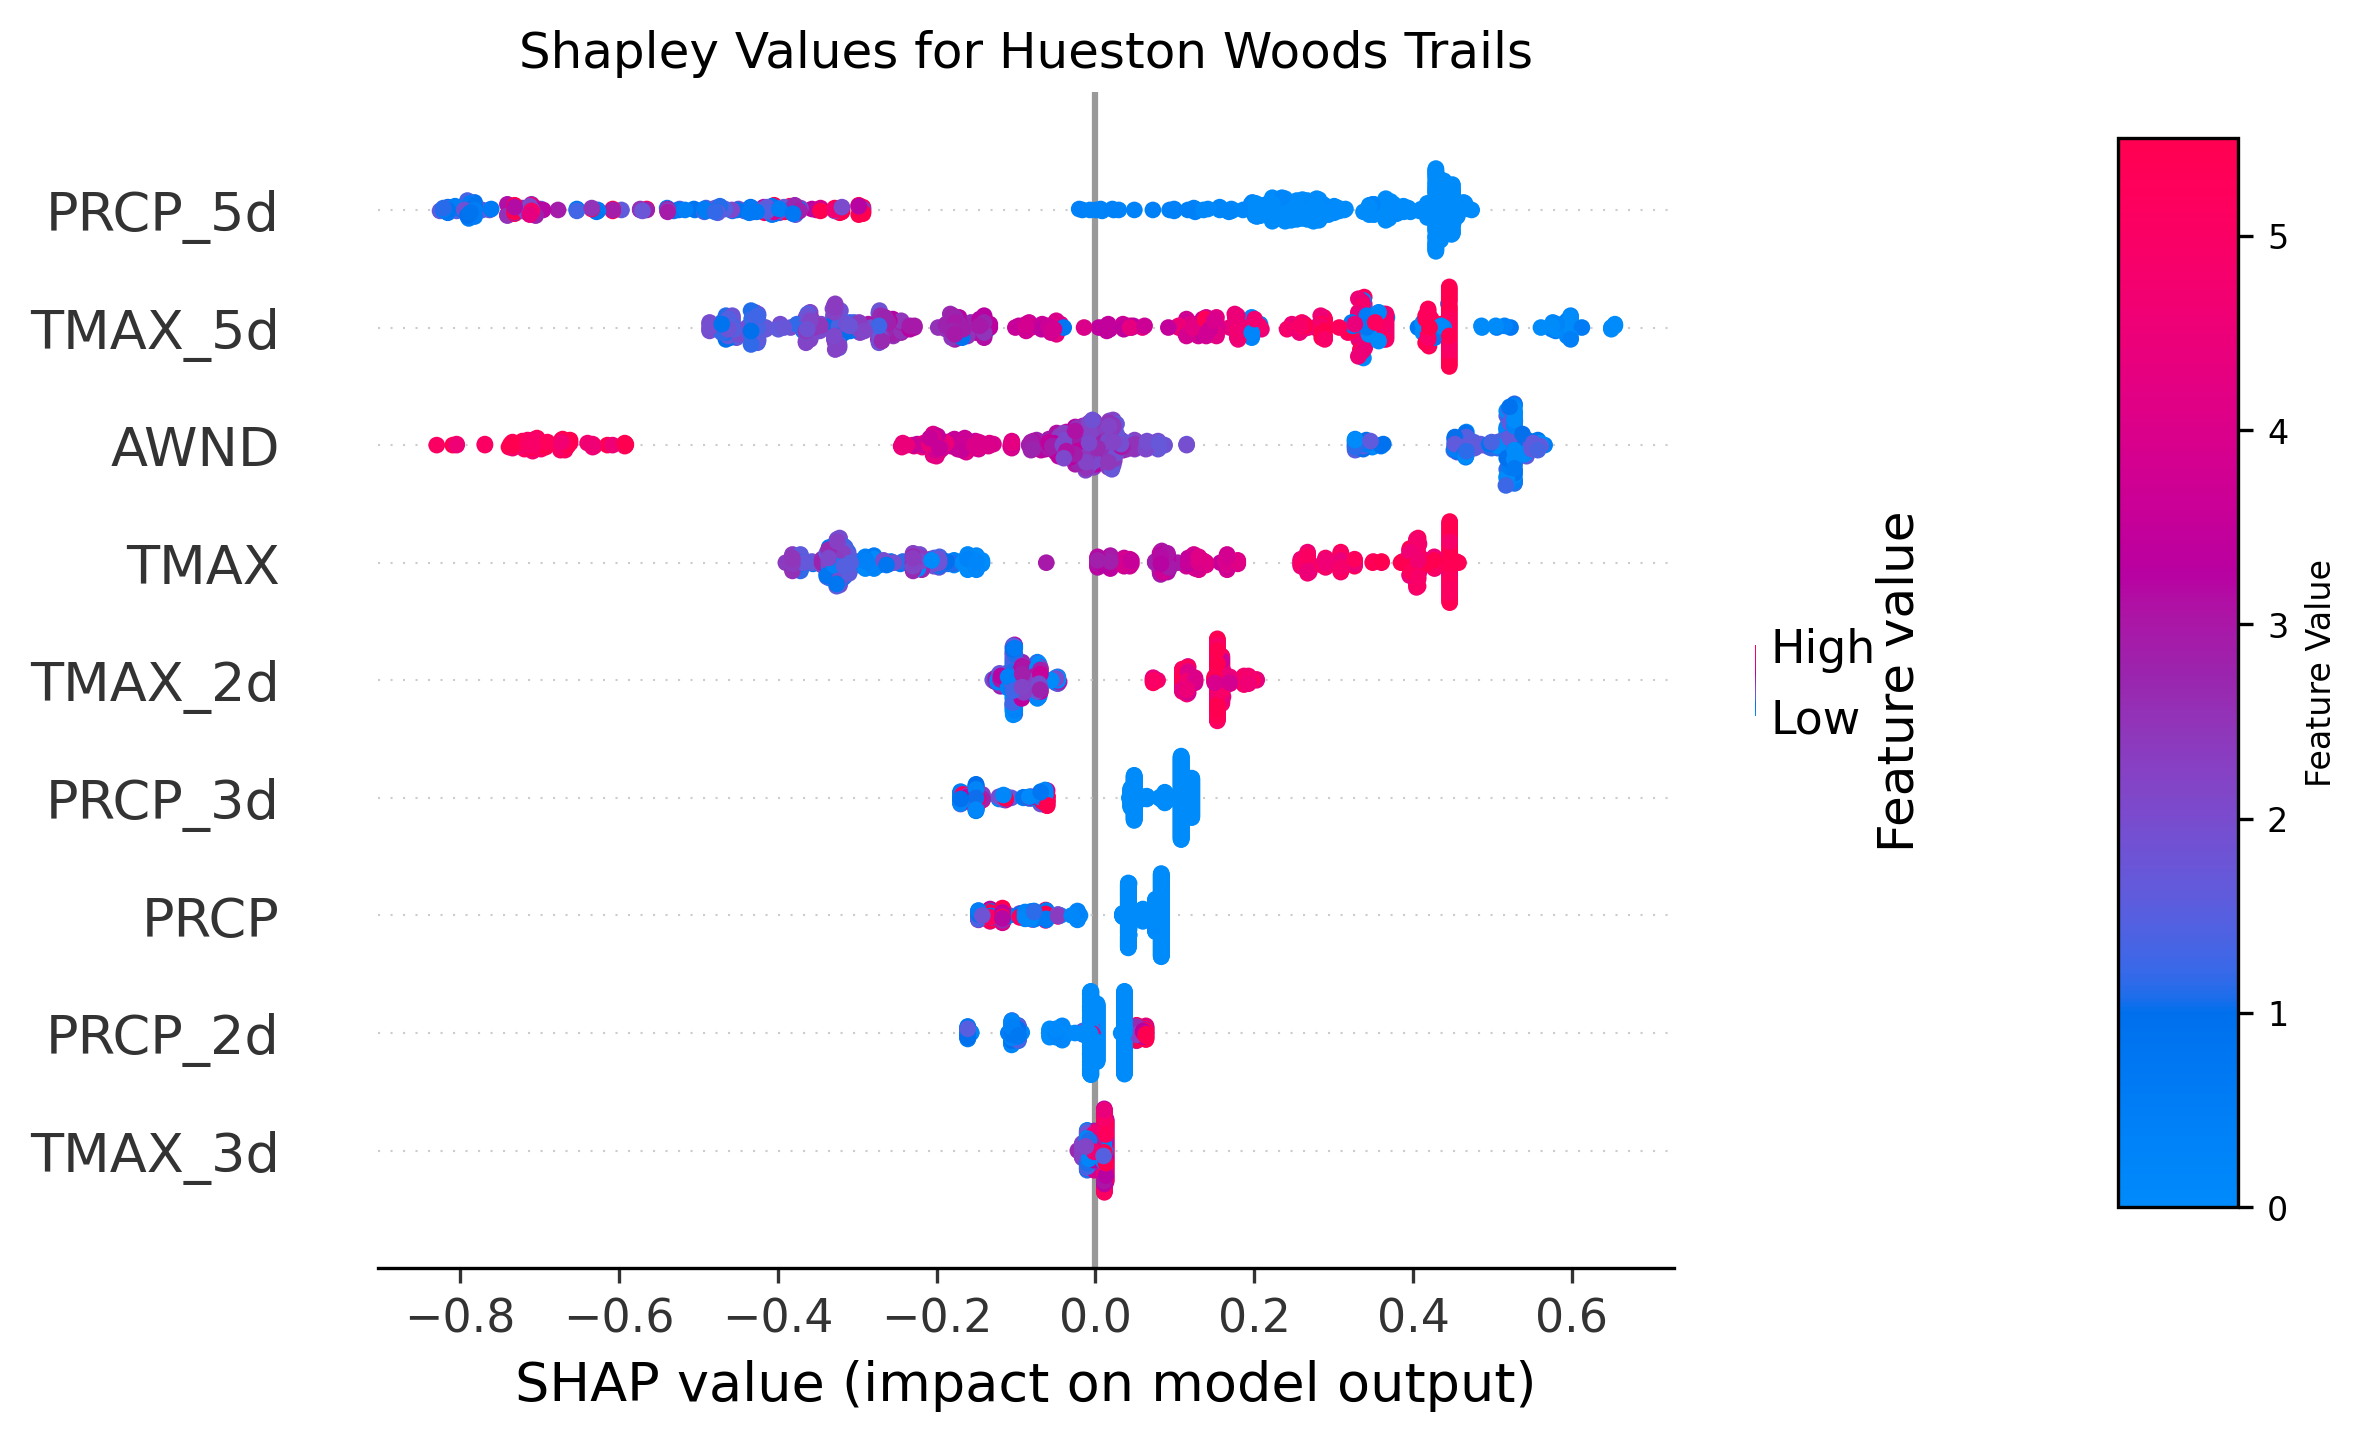 Shapley Values for Hueston Woods Trails
PRCP_5d
TMAX_5d
AWND
TMAX
TMAX_2d
PRCP_3d
PRCP
PRCP_2d
TMAX_3d
−0.8 −0.6 −0.4 −0.2 0.0 0.2 0.4 0.6
SHAP value (impact on model output)
High
Low
Feature value
5
4
3
2
1
0
Feature Value